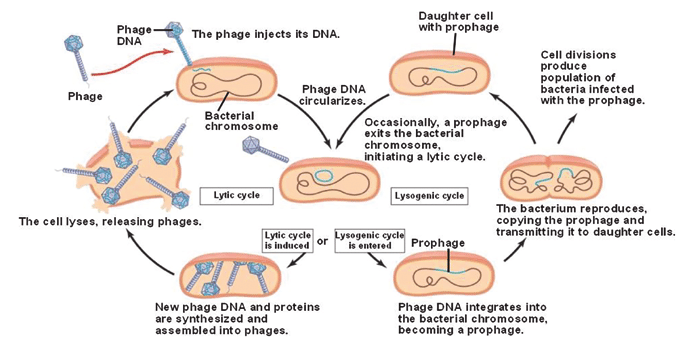 Phage
DNA
The phage injects its DNA.
Phage
Bacterial
chromosome
Phage DNA
circularizes.
Daughter cell
with prophage
Cell divisions
produce
population of
bacteria infected
with the prophage.
Occasionally, a prophage
exits the bacterial
chromosome,
initiating a lytic cycle.
Lytic cycle
Lysogenic cycle
The cell lyses, releasing phages.
The bacterium reproduces,
copying the prophage and
transmitting it to daughter cells.
Lytic cycle
is induced
or
Lysogenic cycle
is entered
Prophage
New phage DNA and proteins
are synthesized and
assembled into phages.
Phage DNA integrates into
the bacterial chromosome,
becoming a prophage.